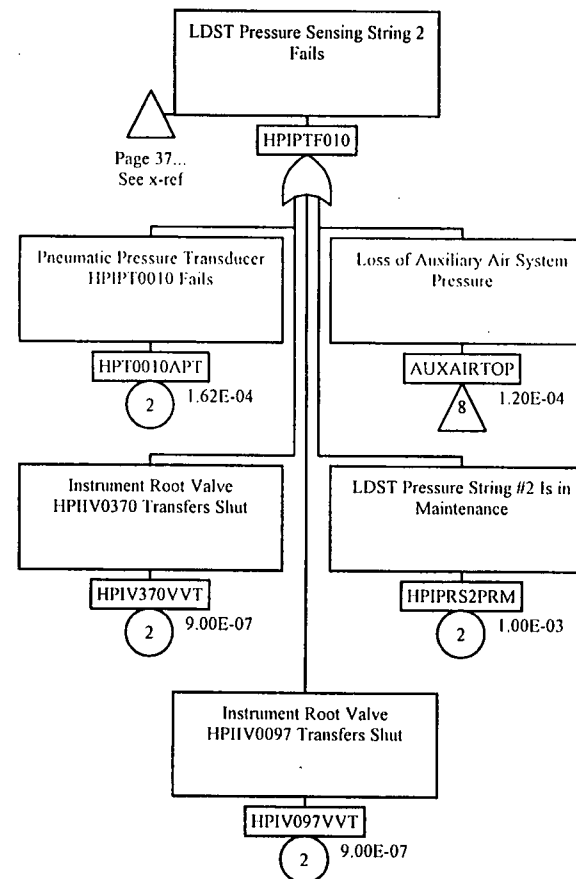 LDST Pressure Sensing String 2
Fails
HPIPTF010
Page 37...
See x-ref
Pneumatic Pressure Transducer
HPIPT0010 Fails
HPT0010APT
2
1.62E-04
Loss of Auxiliary Air System
Pressure
AUXAIRTOP
8
1.20E-04
Instrument Root Valve
HPIIV0370 Transfers Shut
HPIV370VVT
2
9.00E-07
LDST Pressure String #2 Is in
Maintenance
HPIPRS2PRM
2
1.00E-03
Instrument Root Valve
HPIIV0097 Transfers Shut
HPIV097VVT
2
9.00E-07